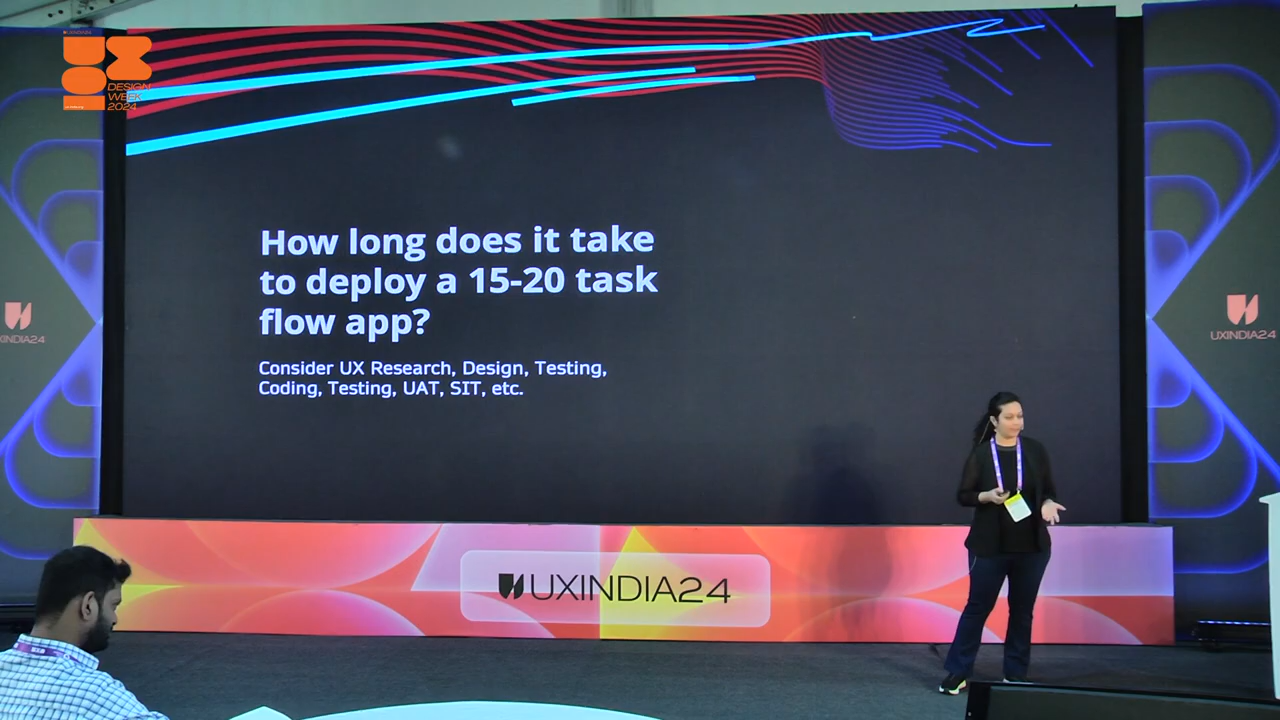 UX
DESIGN
WEEK
2024
How long does it take
to deploy a 15-20 task
flow app?
Consider UX Research, Design, Testing,
Coding, Testing, UAT, SIT, etc.
UXINDIA24
UXINDIA24
UXINDIA24